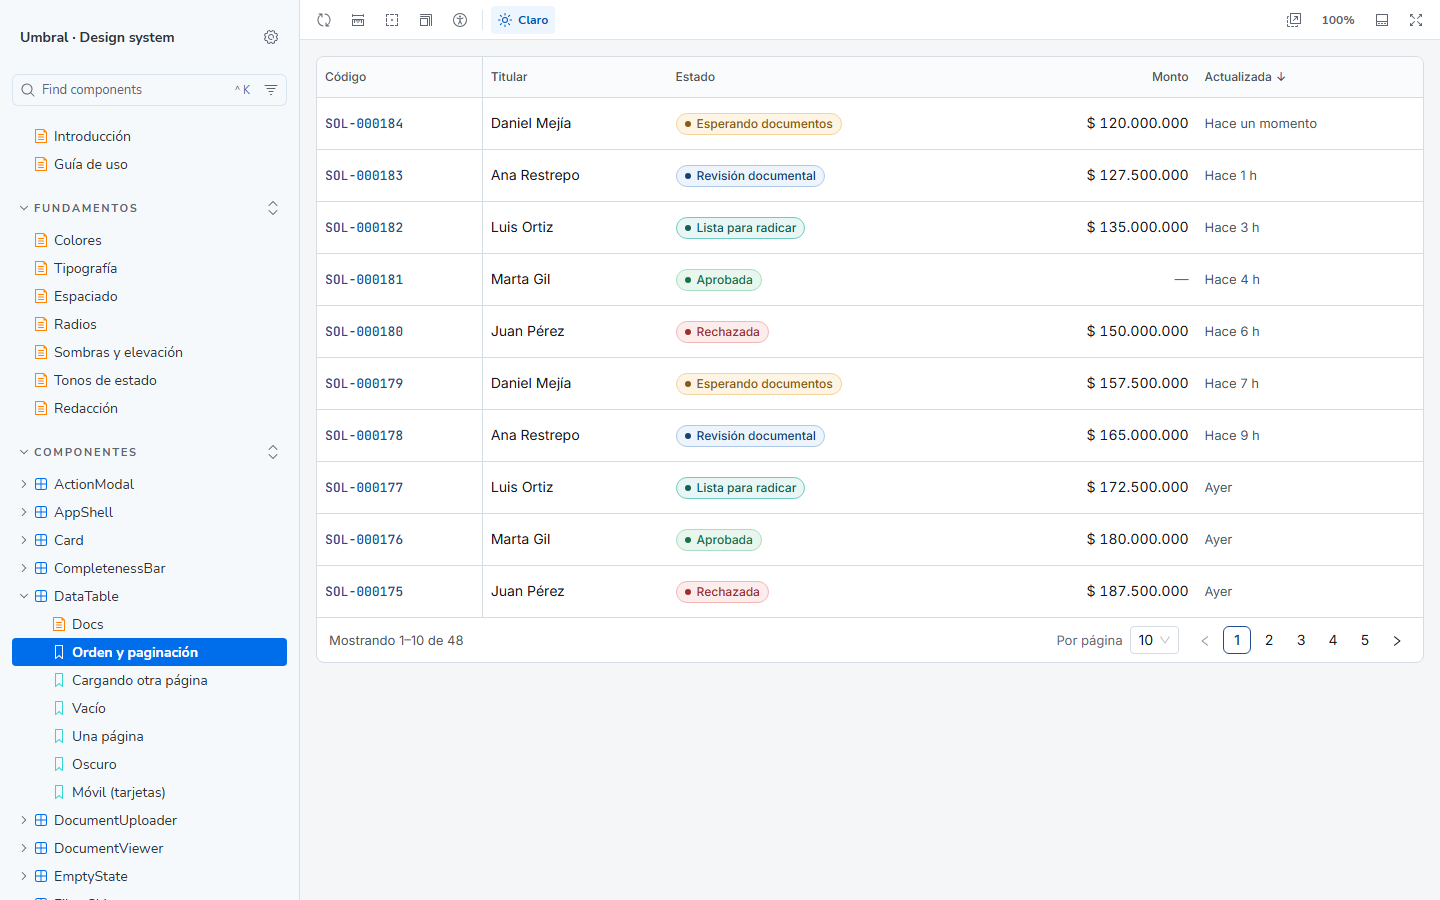 Umbral · Design system
Find components
^ K
Introducción
Guía de uso
FUNDAMENTOS
Colores
Tipografía
Espaciado
Radios
Sombras y elevación
Tonos de estado
Redacción
COMPONENTES
ActionModal
AppShell
Card
CompletenessBar
DataTable
Docs
Orden y paginación
Cargando otra página
Vacío
Una página
Oscuro
Móvil (tarjetas)
DocumentUploader
DocumentViewer
EmptyState
Claro
100%
Código Titular Estado Monto Actualizada ↓
SOL-000184 Daniel Mejía Esperando documentos $ 120.000.000 Hace un momento
SOL-000183 Ana Restrepo Revisión documental $ 127.500.000 Hace 1 h
SOL-000182 Luis Ortiz Lista para radicar $ 135.000.000 Hace 3 h
SOL-000181 Marta Gil Aprobada — Hace 4 h
SOL-000180 Juan Pérez Rechazada $ 150.000.000 Hace 6 h
SOL-000179 Daniel Mejía Esperando documentos $ 157.500.000 Hace 7 h
SOL-000178 Ana Restrepo Revisión documental $ 165.000.000 Hace 9 h
SOL-000177 Luis Ortiz Lista para radicar $ 172.500.000 Ayer
SOL-000176 Marta Gil Aprobada $ 180.000.000 Ayer
SOL-000175 Juan Pérez Rechazada $ 187.500.000 Ayer
Mostrando 1–10 de 48 Por página 10 < 1 2 3 4 5 >